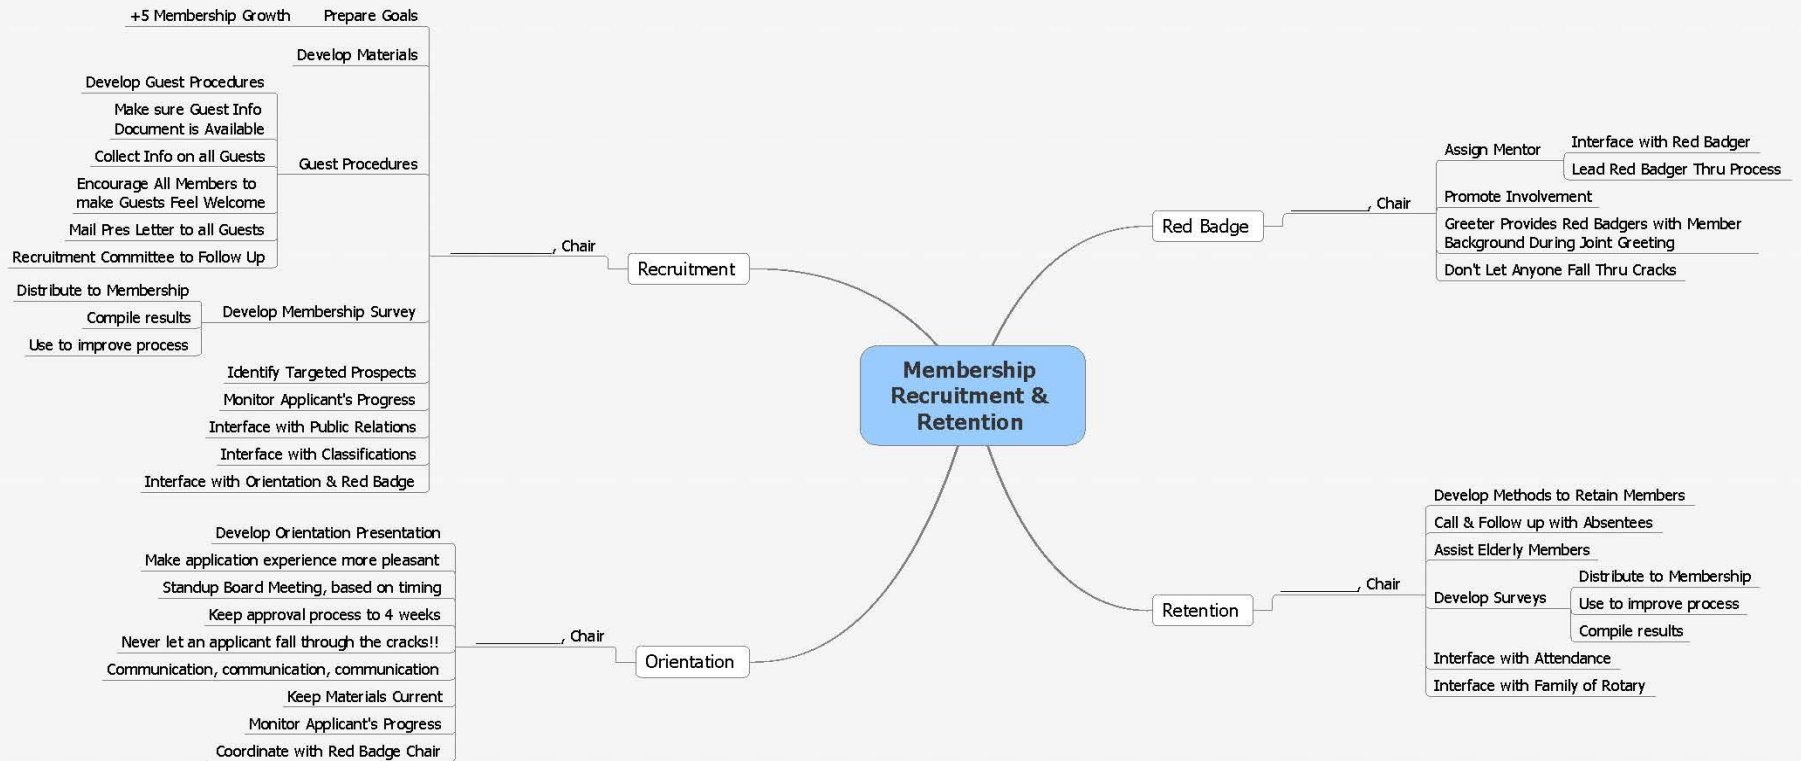 +5 Membership Growth
Prepare Goals
Develop Materials
Develop Guest Procedures
Make sure Guest Info
Document is Available
Collect Info on all Guests
Encourage All Members to
make Guests Feel Welcome
Mail Pres Letter to all Guests
Recruitment Committee to Follow Up
Guest Procedures
Distribute to Membership
Compile results
Use to improve process
Develop Membership Survey
Identify Targeted Prospects
Monitor Applicant's Progress
Interface with Public Relations
Interface with Classifications
Interface with Orientation & Red Badge
____________, Chair
Recruitment
Develop Orientation Presentation
Make application experience more pleasant
Standup Board Meeting, based on timing
Keep approval process to 4 weeks
Never let an applicant fall through the cracks!!
Communication, communication, communication
Keep Materials Current
Monitor Applicant's Progress
Coordinate with Red Badge Chair
__________, Chair
Orientation
Membership
Recruitment &
Retention
Red Badge
_________, Chair
Assign Mentor
Interface with Red Badger
Lead Red Badger Thru Process
Promote Involvement
Greeter Provides Red Badgers with Member
Background During Joint Greeting
Don't Let Anyone Fall Thru Cracks
Retention
_________, Chair
Develop Methods to Retain Members
Call & Follow up with Absentees
Assist Elderly Members
Develop Surveys
Distribute to Membership
Use to improve process
Compile results
Interface with Attendance
Interface with Family of Rotary